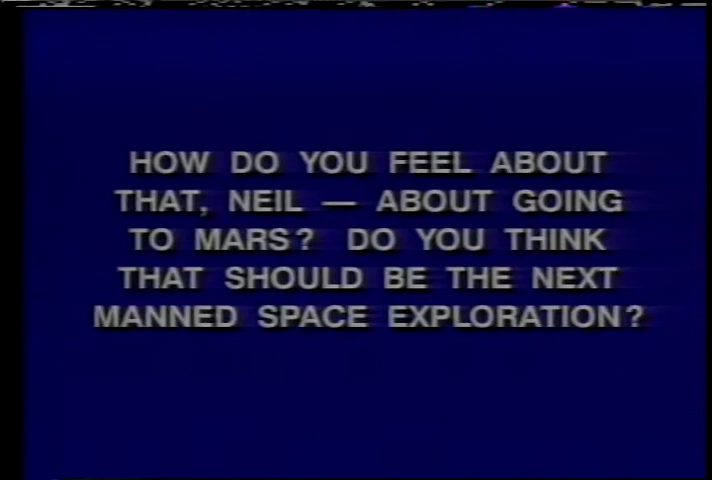 HOW DO YOU FEEL ABOUT
THAT, NEIL — ABOUT GOING
TO MARS? DO YOU THINK
THAT SHOULD BE THE NEXT
MANNED SPACE EXPLORATION?